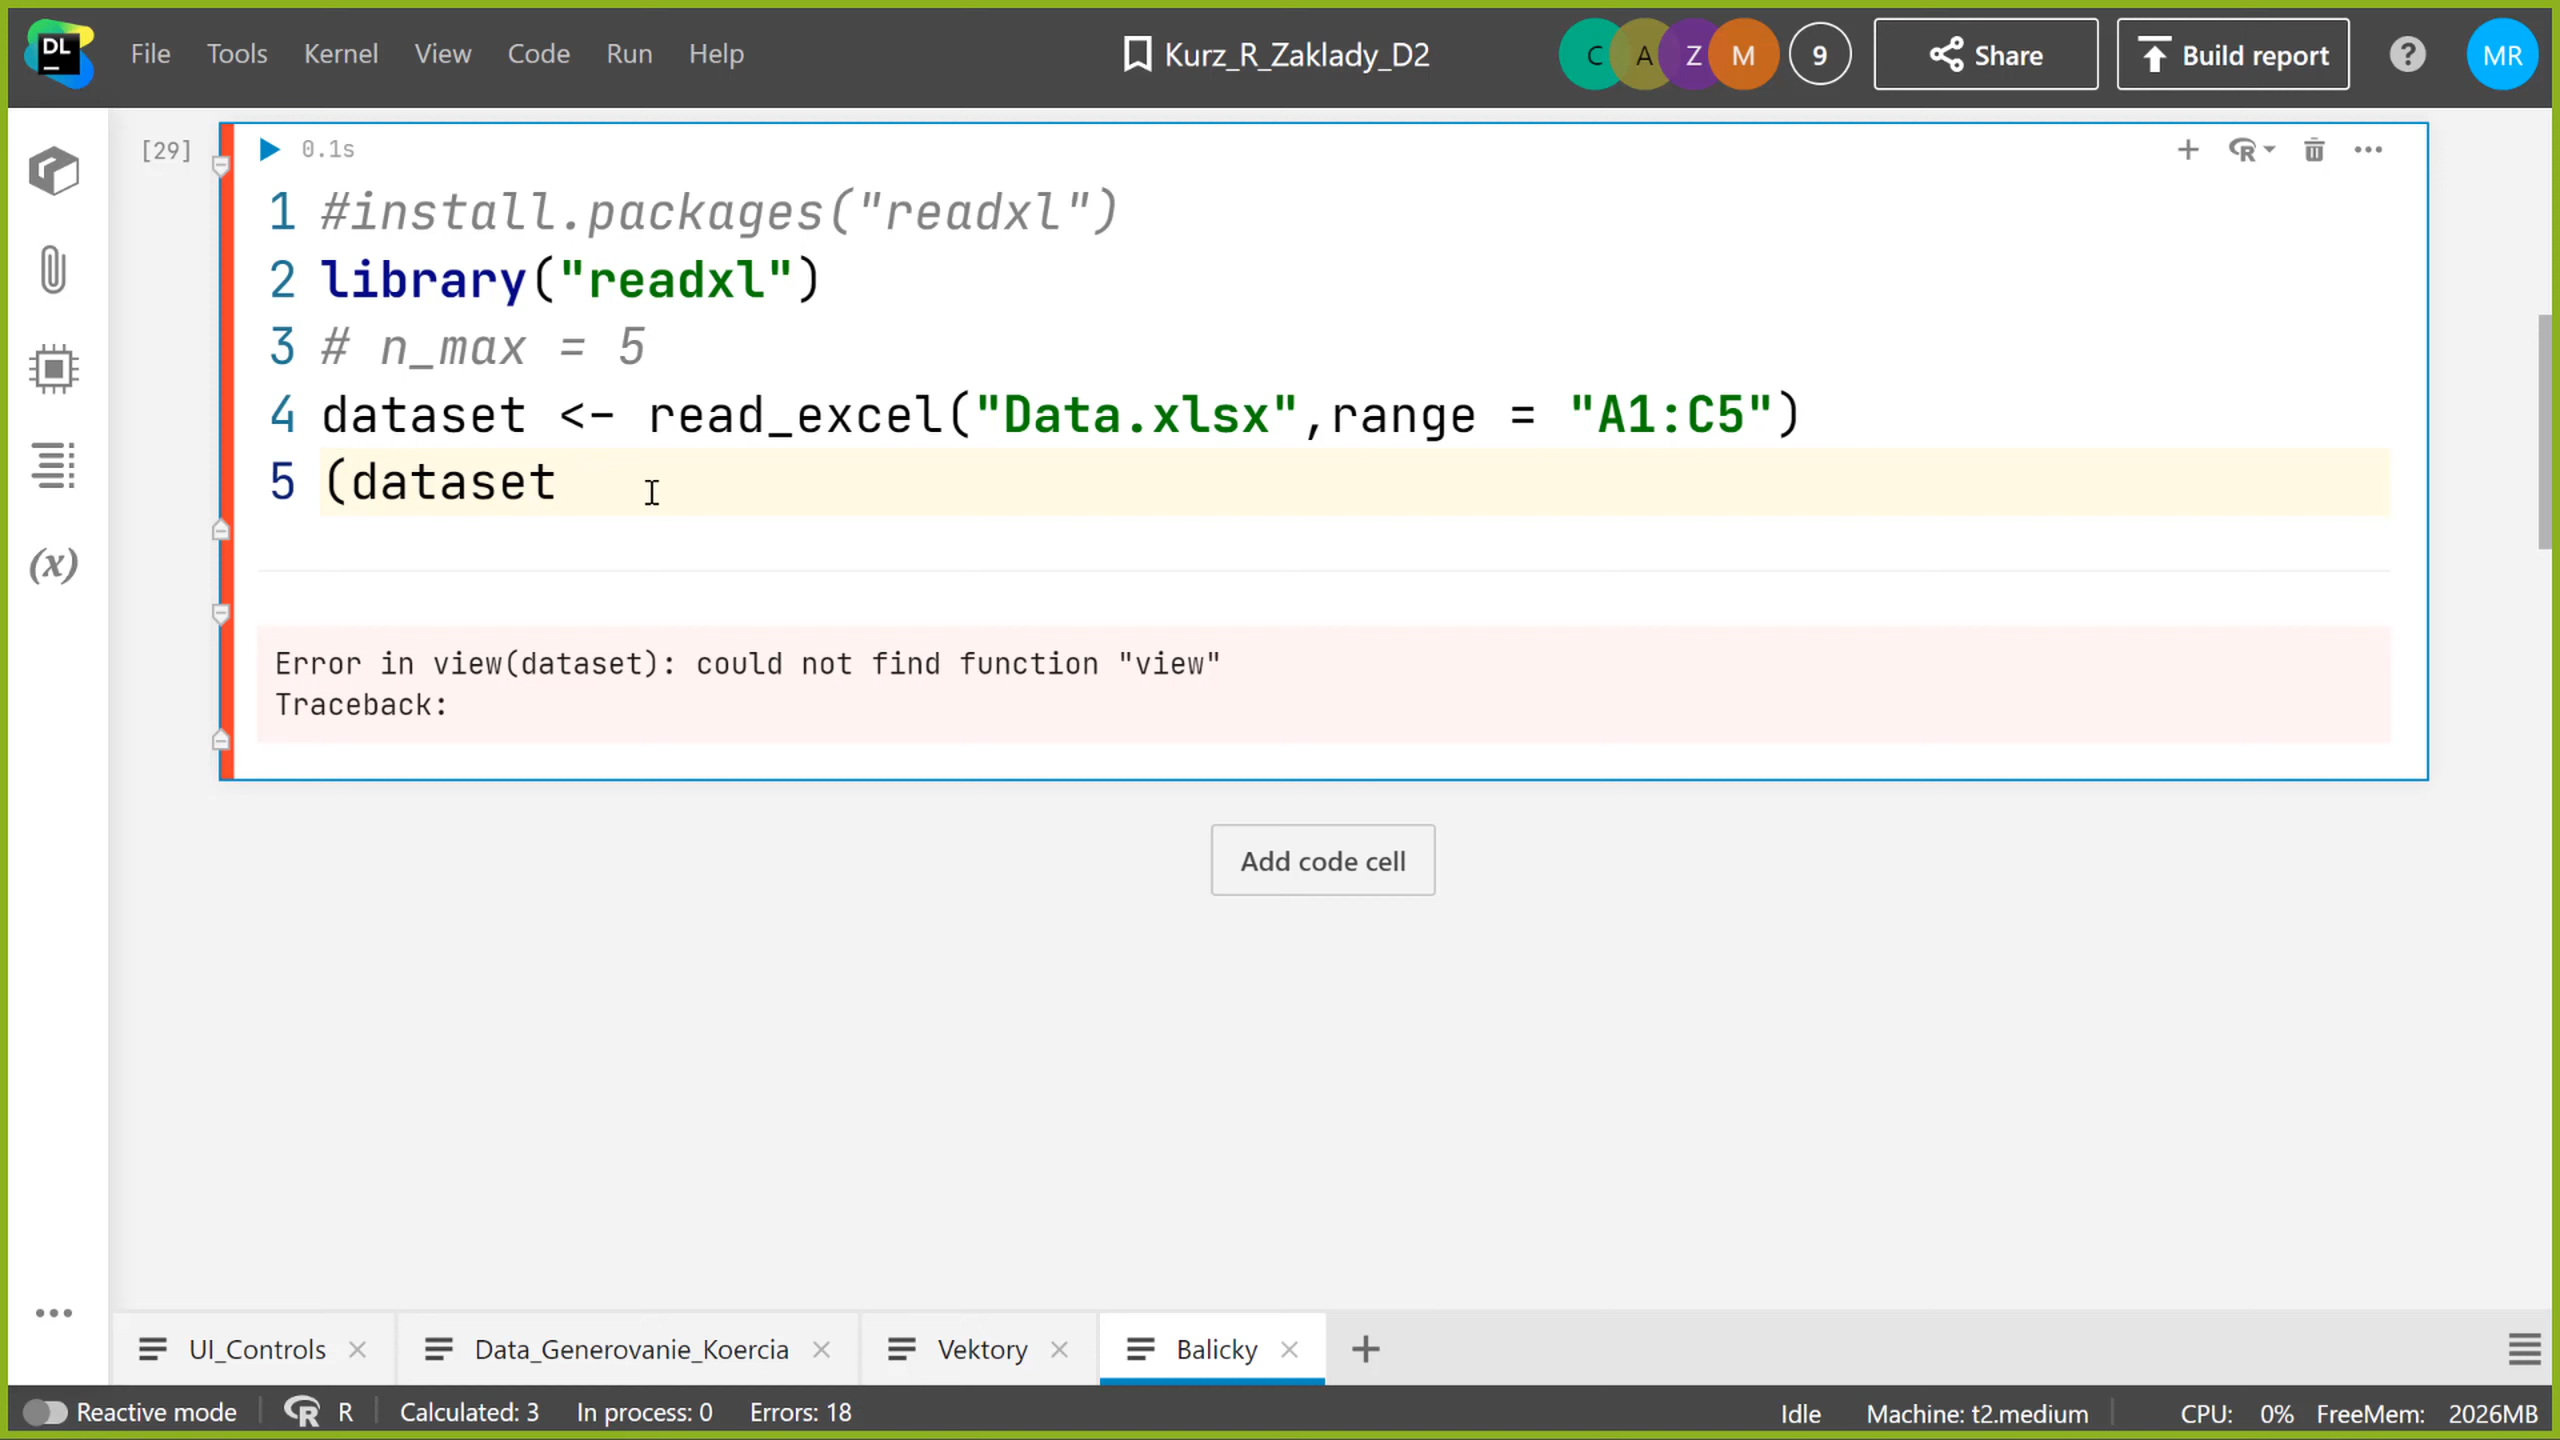 DL
File Tools Kernel View Code Run Help
Kurz_R_Zaklady_D2
C A Z M 9
Share
Build report
?
MR
[29]
0.1s
R
1 #install.packages("readxl")
2 library("readxl")
3 # n_max = 5
4 dataset <- read_excel("Data.xlsx",range = "A1:C5")
5 (dataset
(x)
Error in view(dataset): could not find function "view"
Traceback:
Add code cell
UI_Controls
Data_Generovanie_Koercia
Vektory
Balicky
Reactive mode R R Calculated: 3 In process: 0 Errors: 18 Idle Machine: t2.medium CPU: 0% FreeMem: 2026MB